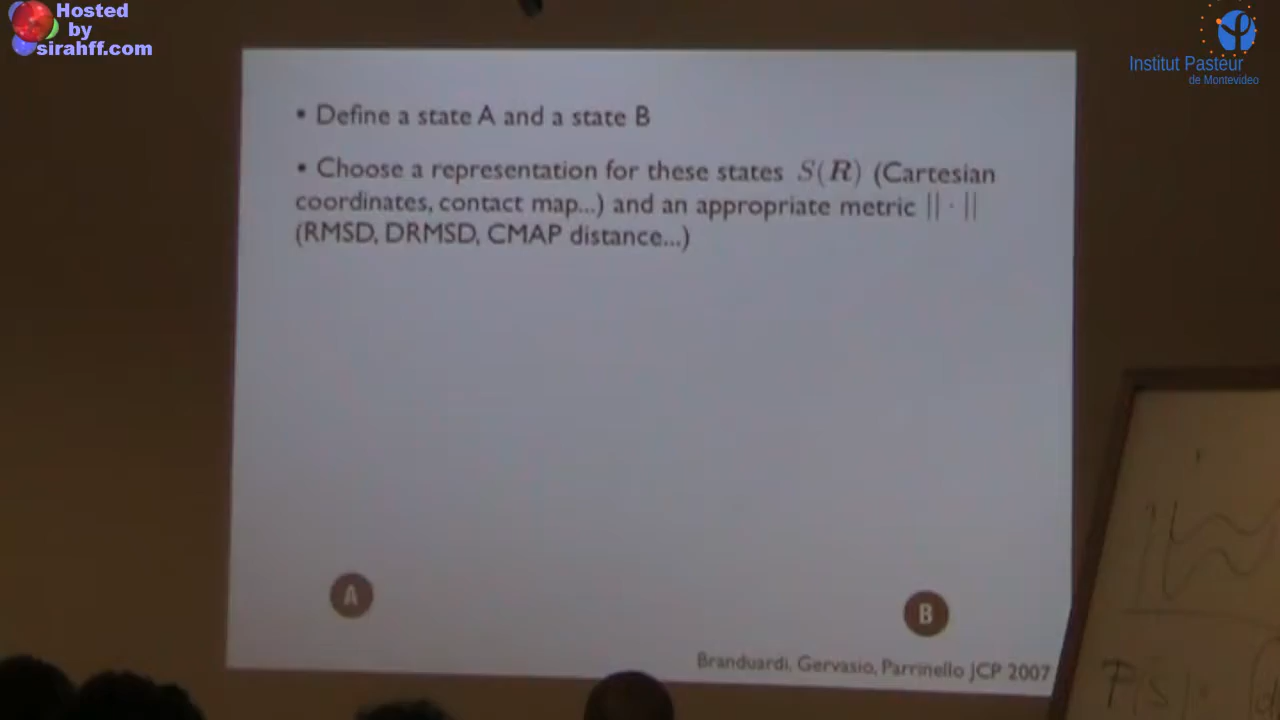 Hosted
by
sirahff.com
Institut Pasteur
de Montevideo
• Define a state A and a state B
• Choose a representation for these states S(R) (Cartesian
coordinates, contact map...) and an appropriate metric || · ||
(RMSD, DRMSD, CMAP distance...)
A
B
Branduardi, Gervasio, Parrinello JCP 2007